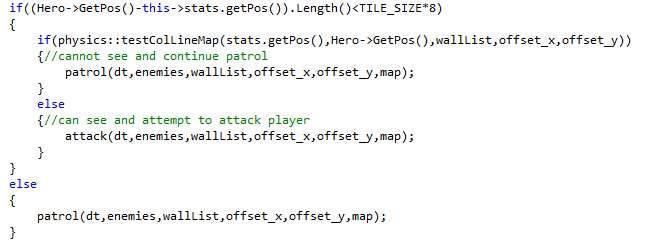 if((Hero->GetPos()-this->stats.getPos()).Length()<TILE_SIZE*8)
{
    if(physics::testColLineMap(stats.getPos(),Hero->GetPos(),wallList,offset_x,offset_y))
    {//cannot see and continue patrol
        patrol(dt,enemies,wallList,offset_x,offset_y,map);
    }
    else
    {//can see and attempt to attack player
        attack(dt,enemies,wallList,offset_x,offset_y,map);
    }
}
else
{
    patrol(dt,enemies,wallList,offset_x,offset_y,map);
}